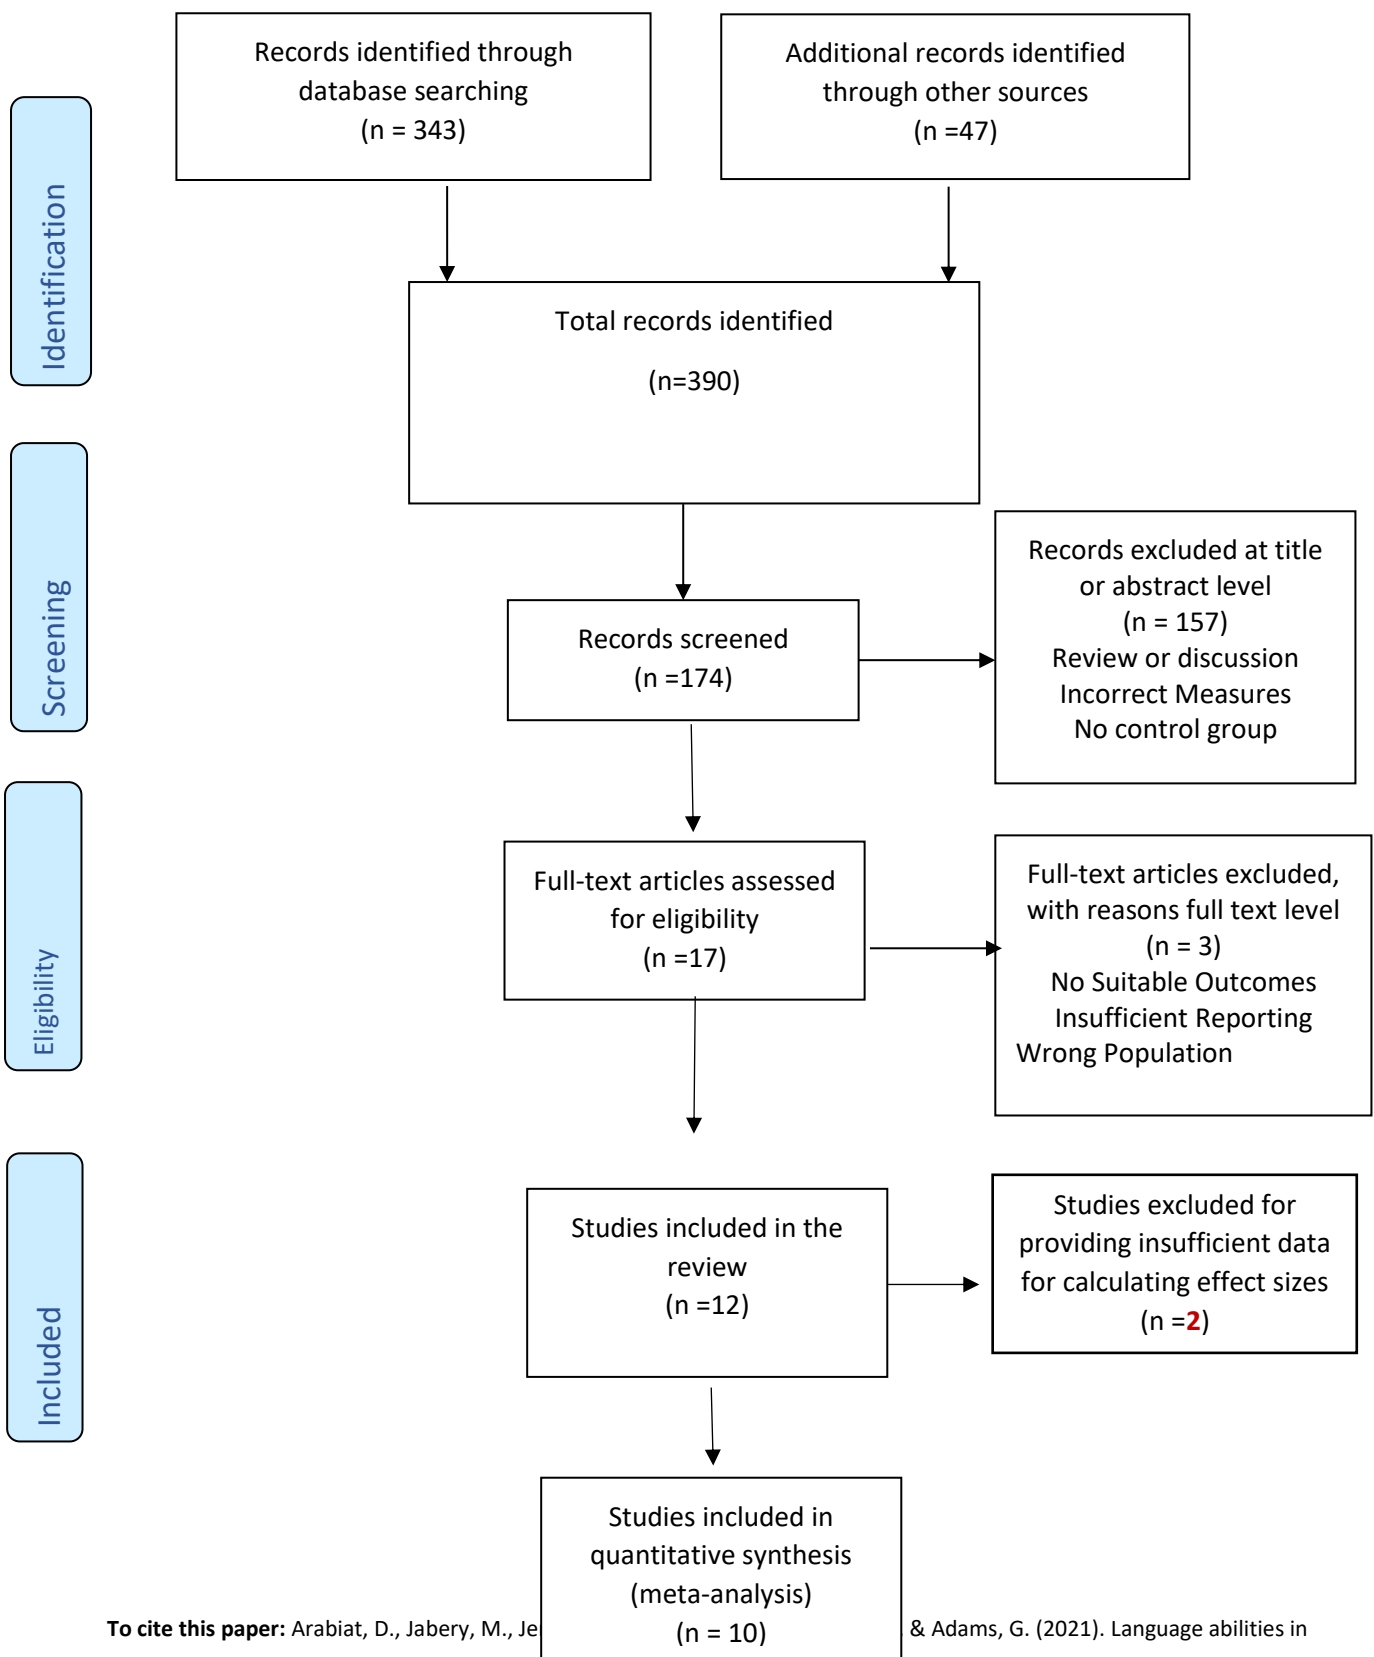 Records identified through
database searching
(n = 343)
Additional records identified
through other sources
(n =47)
Identification
Total records identified
(n=390)
Screening
Records screened
(n =174)
Records excluded at title
or abstract level
(n = 157)
Review or discussion
Incorrect Measures
No control group
Eligibility
Full-text articles assessed
for eligibility
(n =17)
Full-text articles excluded,
with reasons full text level
(n = 3)
No Suitable Outcomes
Insufficient Reporting
Wrong Population
Included
Studies included in the
review
(n =12)
Studies excluded for
providing insufficient data
for calculating effect sizes
(n =2)
Studies included in
quantitative synthesis
(meta-analysis)
(n = 10)
To cite this paper: Arabiat, D., Jabery, M., Je & Adams, G. (2021). Language abilities in